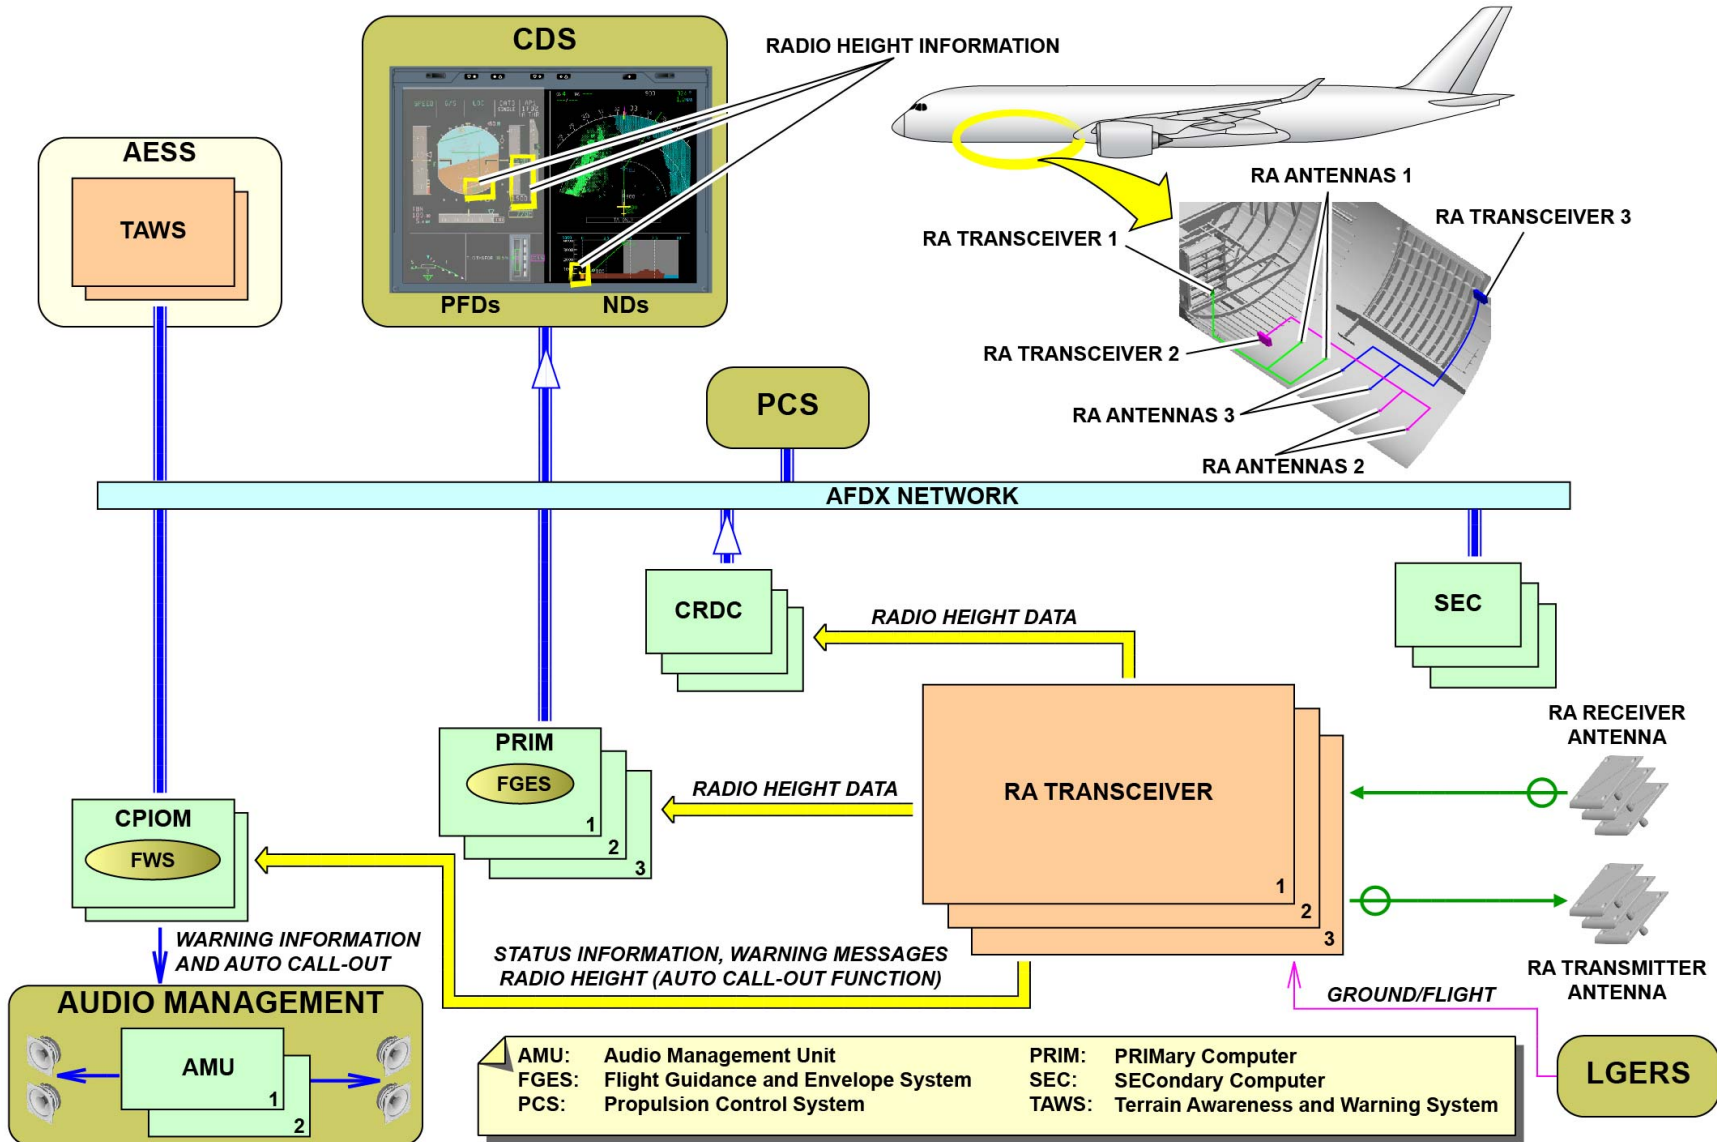 CDS
RADIO HEIGHT INFORMATION
PFDs
NDs
AESS
TAWS
RA ANTENNAS 1
RA TRANSCEIVER 3
RA TRANSCEIVER 1
RA TRANSCEIVER 2
RA ANTENNAS 3
RA ANTENNAS 2
PCS
AFDX NETWORK
CRDC
RADIO HEIGHT DATA
SEC
PRIM
FGES
1
2
3
RADIO HEIGHT DATA
RA TRANSCEIVER
1
2
3
RA RECEIVER
ANTENNA
RA TRANSMITTER
ANTENNA
CPIOM
FWS
WARNING INFORMATION
AND AUTO CALL-OUT
STATUS INFORMATION, WARNING MESSAGES
RADIO HEIGHT (AUTO CALL-OUT FUNCTION)
GROUND/FLIGHT
LGERS
AUDIO MANAGEMENT
AMU
1
2
AMU: Audio Management Unit
FGES: Flight Guidance and Envelope System
PCS: Propulsion Control System
PRIM: PRIMary Computer
SEC: SECondary Computer
TAWS: Terrain Awareness and Warning System